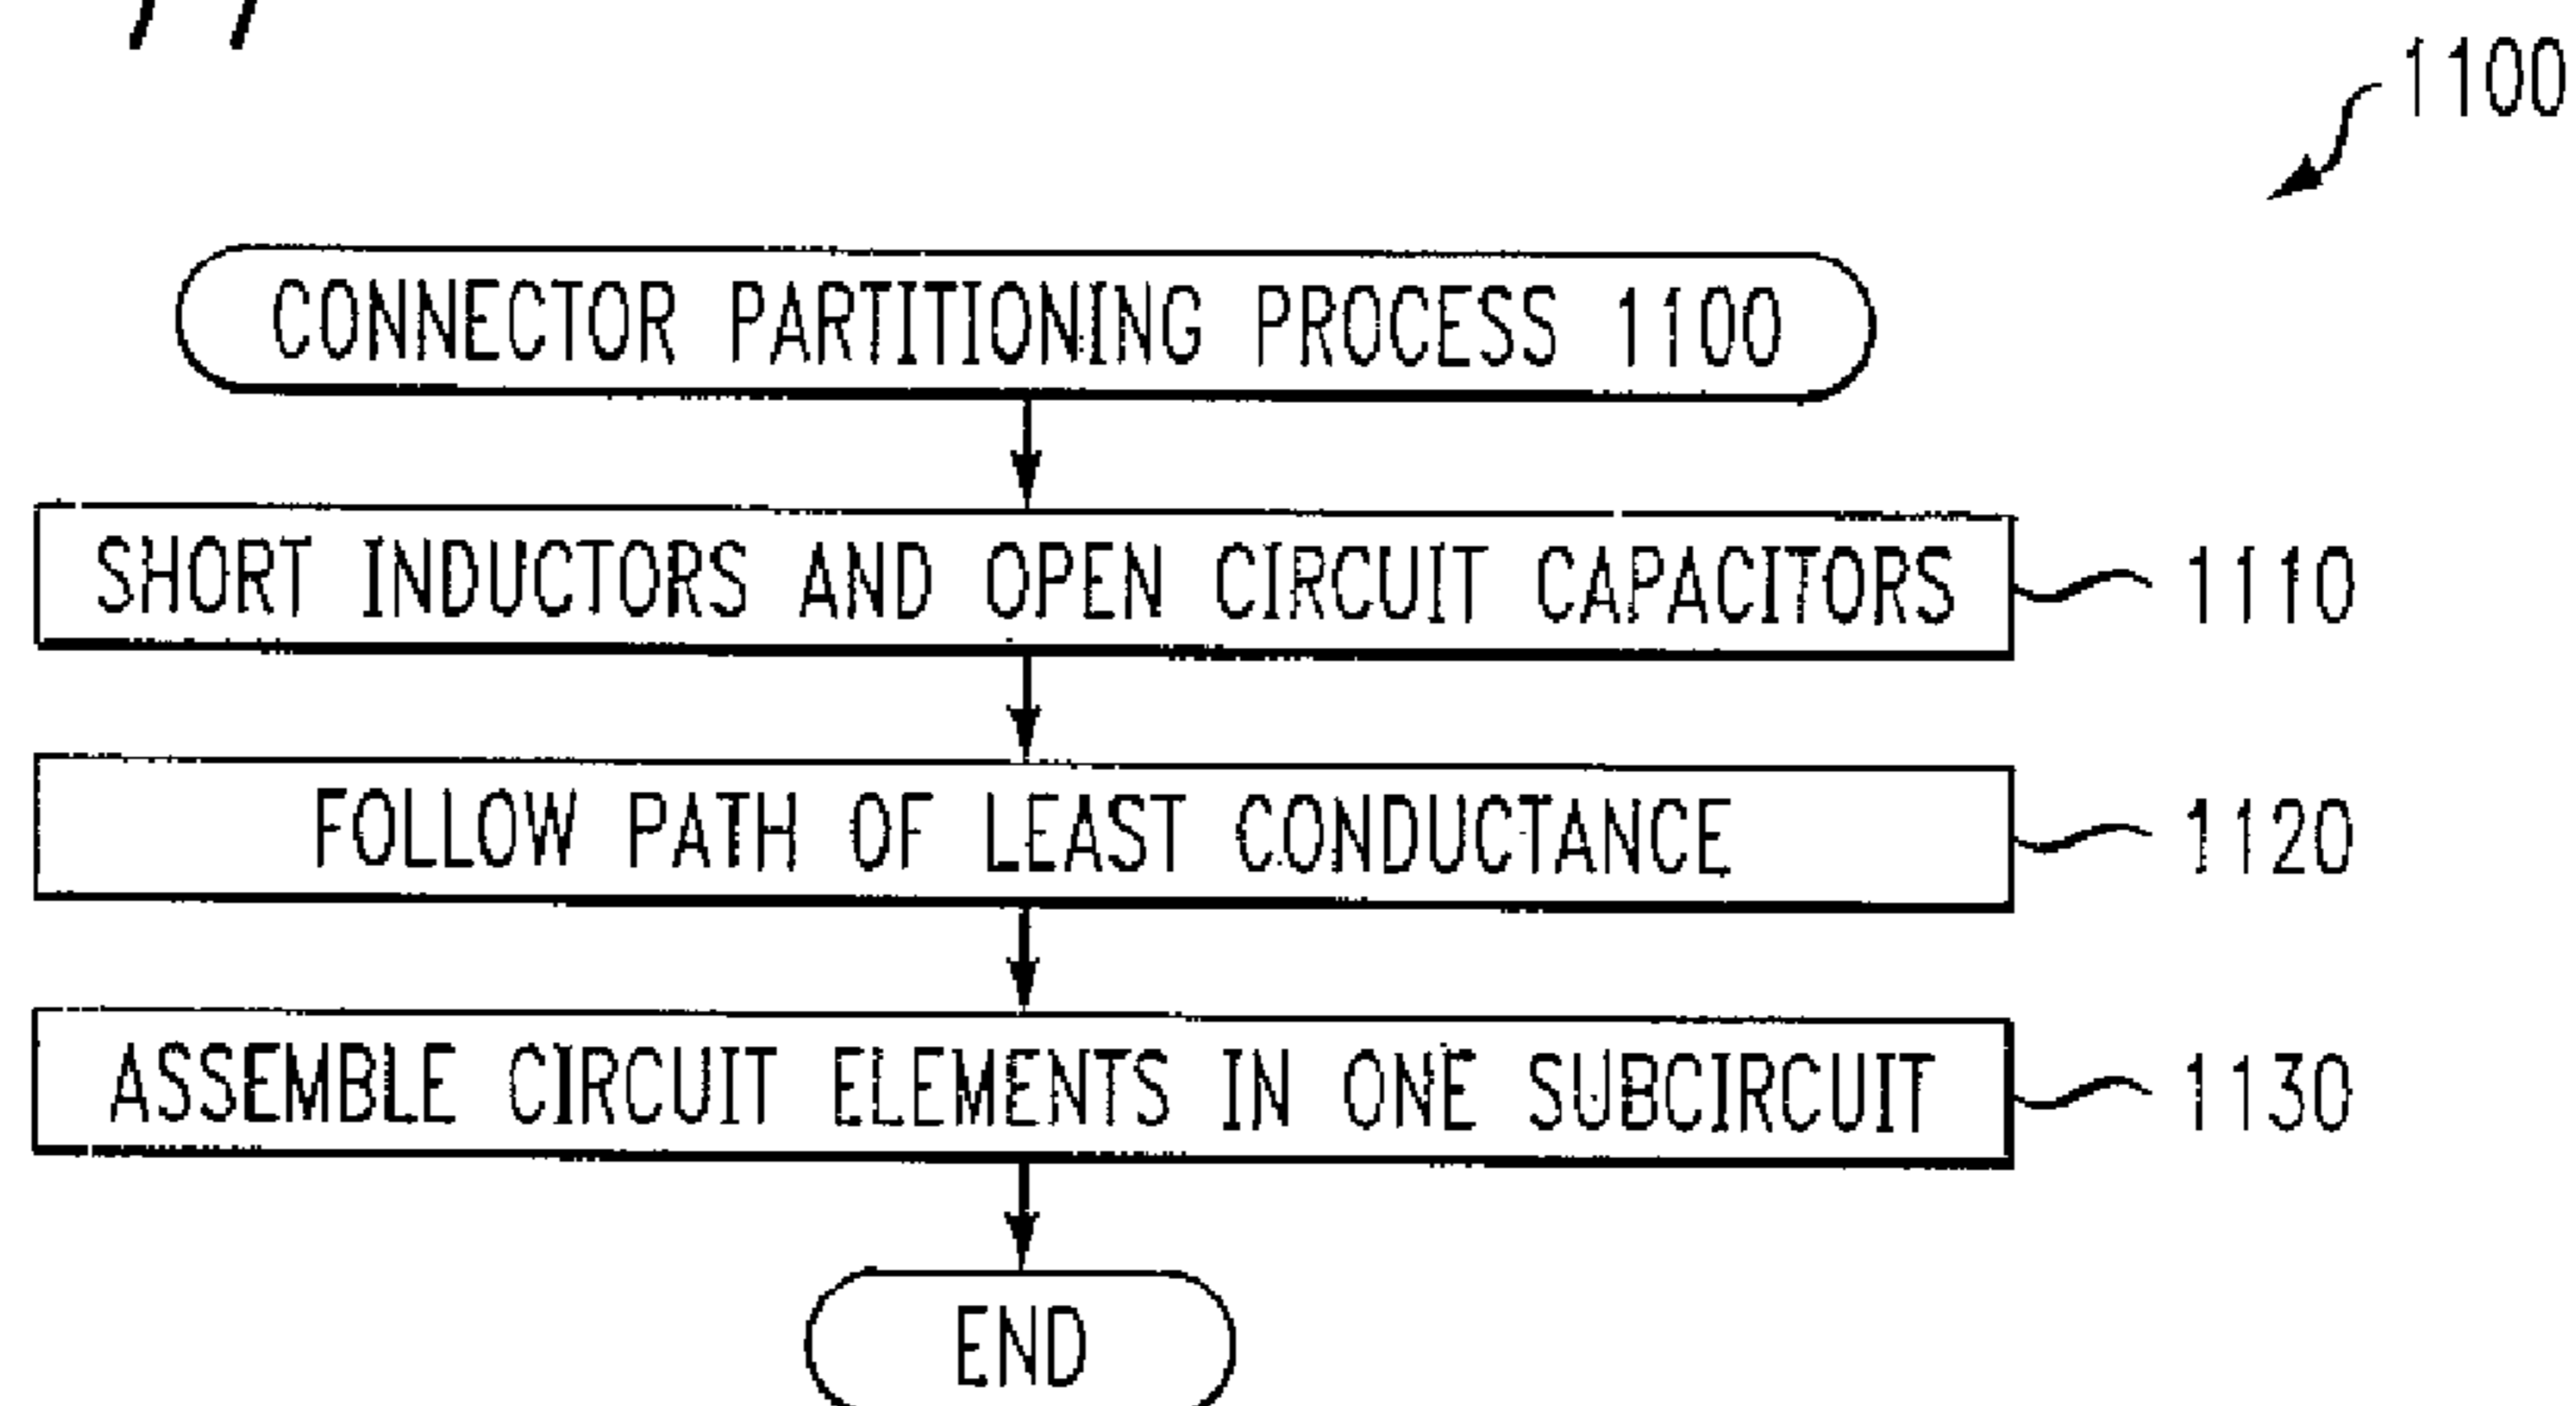 1100
CONNECTOR PARTITIONING PROCESS 1100
SHORT INDUCTORS AND OPEN CIRCUIT CAPACITORS 1110
FOLLOW PATH OF LEAST CONDUCTANCE 1120
ASSEMBLE CIRCUIT ELEMENTS IN ONE SUBCIRCUIT 1130
END